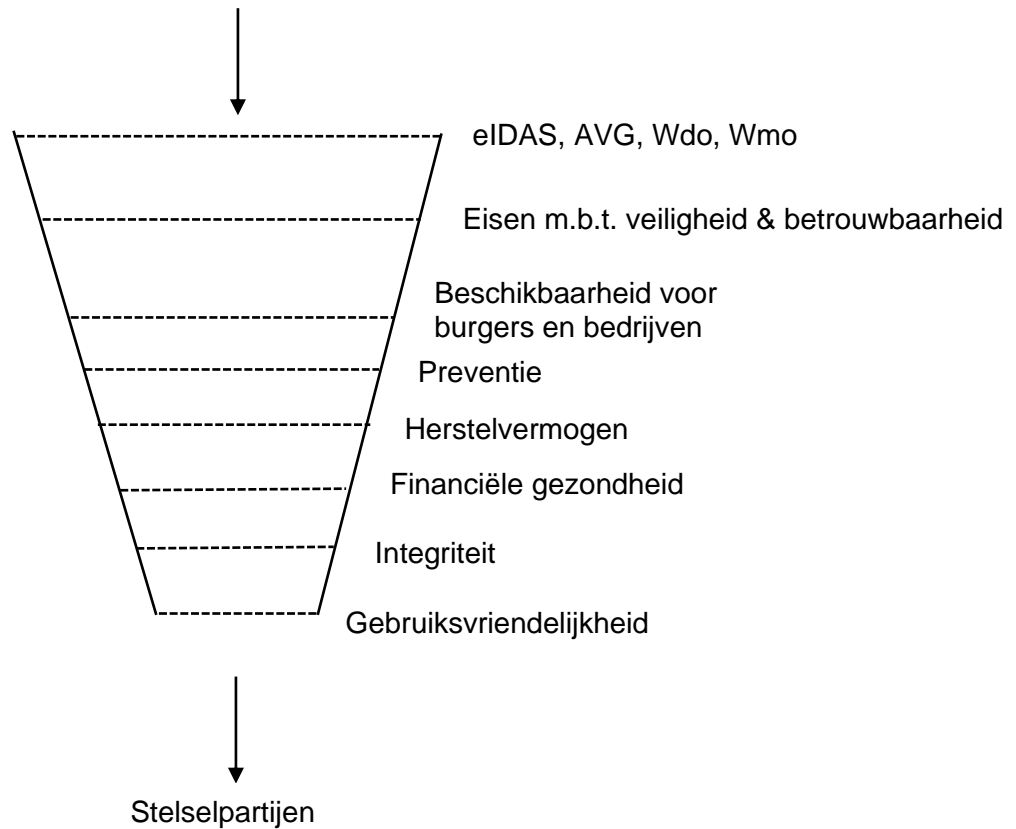 eIDAS, AVG, Wdo, Wmo
Eisen m.b.t. veiligheid & betrouwbaarheid
Beschikbaarheid voor
burgers en bedrijven
Preventie
Herstelvermogen
Financiële gezondheid
Integriteit
Gebruiksvriendelijkheid
Stelselpartijen